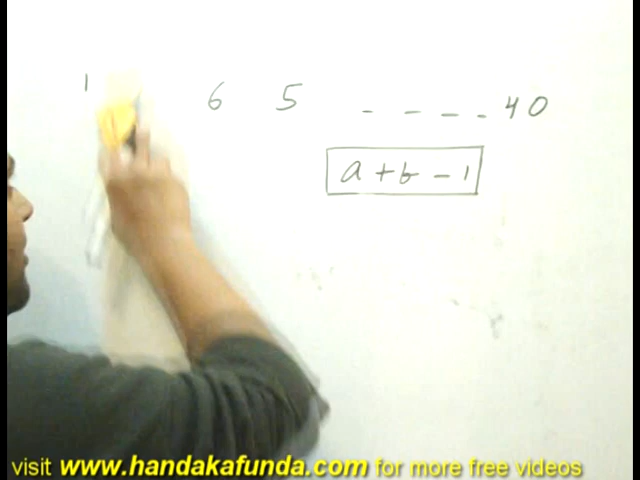 1 6 5 - - - - 40
a + b - 1
visit www.handakafunda.com for more free videos